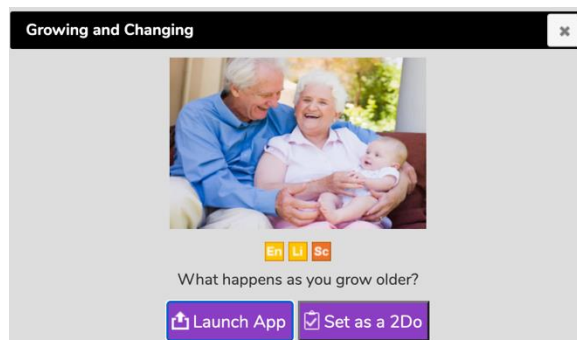 Growing and Changing
En Li Sc
What happens as you grow older?
Launch App Set as a 2Do